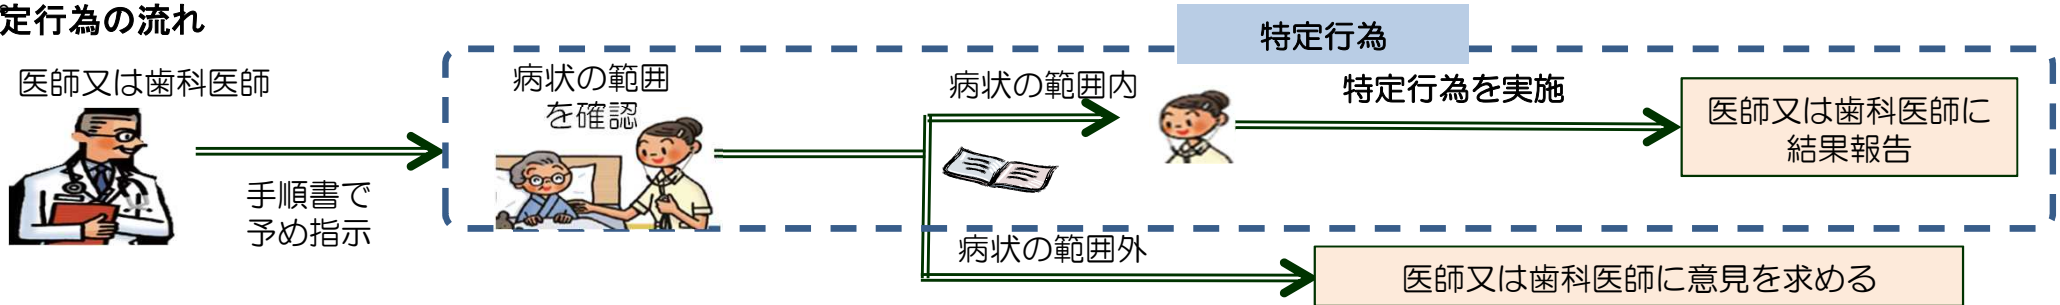 定行為の流れ
特定行為
医師又は歯科医師
手順書で
予め指示
病状の範囲
を確認
病状の範囲内
特定行為を実施
医師又は歯科医師に
結果報告
病状の範囲外
医師又は歯科医師に意見を求める